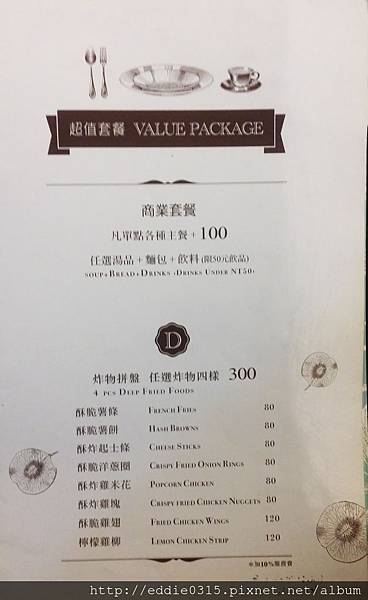 超值套餐 VALUE PACKAGE
商業套餐
凡單點各種主餐+100
任選湯品+麵包+飲料(限50元飲品)
SOUP+BREAD+DRINKS (DRINKS UNDER NT50)
D
炸物拼盤 任選炸物四樣 300
4 PCS DEEP FRIED FOODS
酥脆薯條 FRENCH FRIES 80
酥脆薯餅 HASH BROWNS 80
酥炸起士條 CHEESE STICKS 80
酥脆洋蔥圈 CRISPY FRIED ONION RINGS 80
酥炸雞米花 POPCORN CHICKEN 80
酥炸雞塊 CRISPY FRIED CHICKEN NUGGETS 80
酥脆雞翅 FRIED CHICKEN WINGS 120
檸檬雞柳 LEMON CHICKEN STRIP 120
※加10%服務費
http://eddie0315.pixnet.net/album